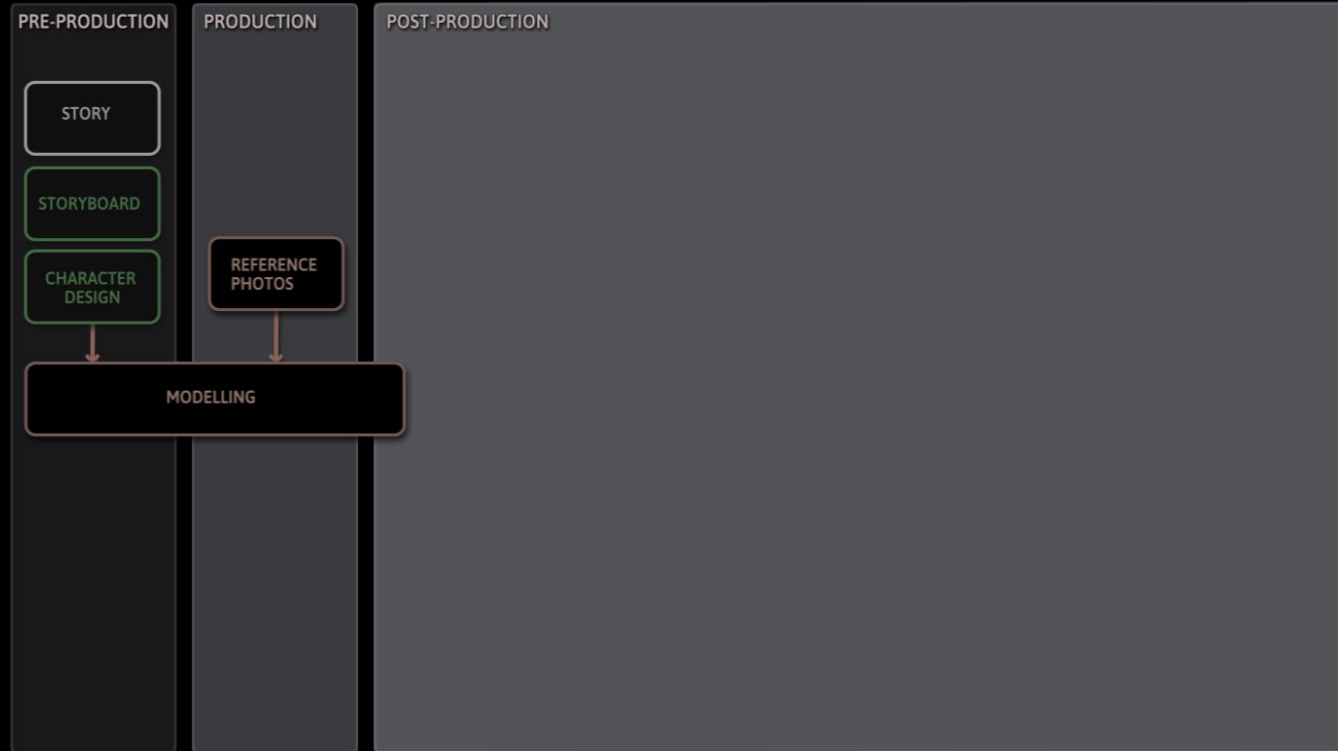 PRE-PRODUCTION
PRODUCTION
POST-PRODUCTION
STORY
STORYBOARD
CHARACTER
DESIGN
REFERENCE
PHOTOS
MODELLING